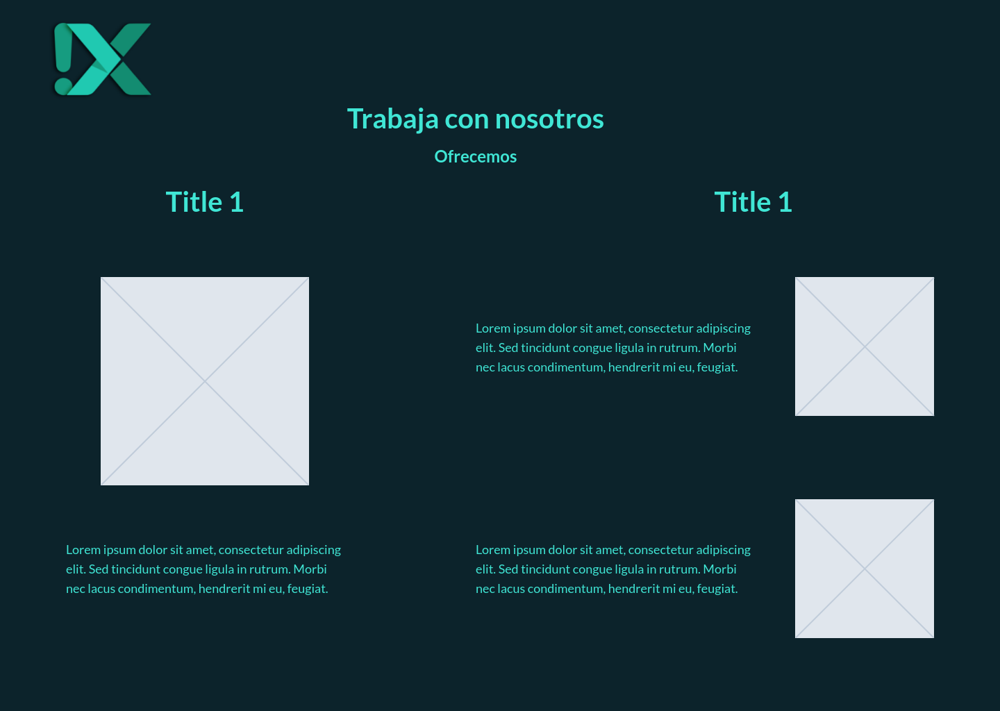 !X
Trabaja con nosotros
Ofrecemos
Title 1
Lorem ipsum dolor sit amet, consectetur adipiscing
elit. Sed tincidunt congue ligula in rutrum. Morbi
nec lacus condimentum, hendrerit mi eu, feugiat.
Title 1
Lorem ipsum dolor sit amet, consectetur adipiscing
elit. Sed tincidunt congue ligula in rutrum. Morbi
nec lacus condimentum, hendrerit mi eu, feugiat.
Lorem ipsum dolor sit amet, consectetur adipiscing
elit. Sed tincidunt congue ligula in rutrum. Morbi
nec lacus condimentum, hendrerit mi eu, feugiat.